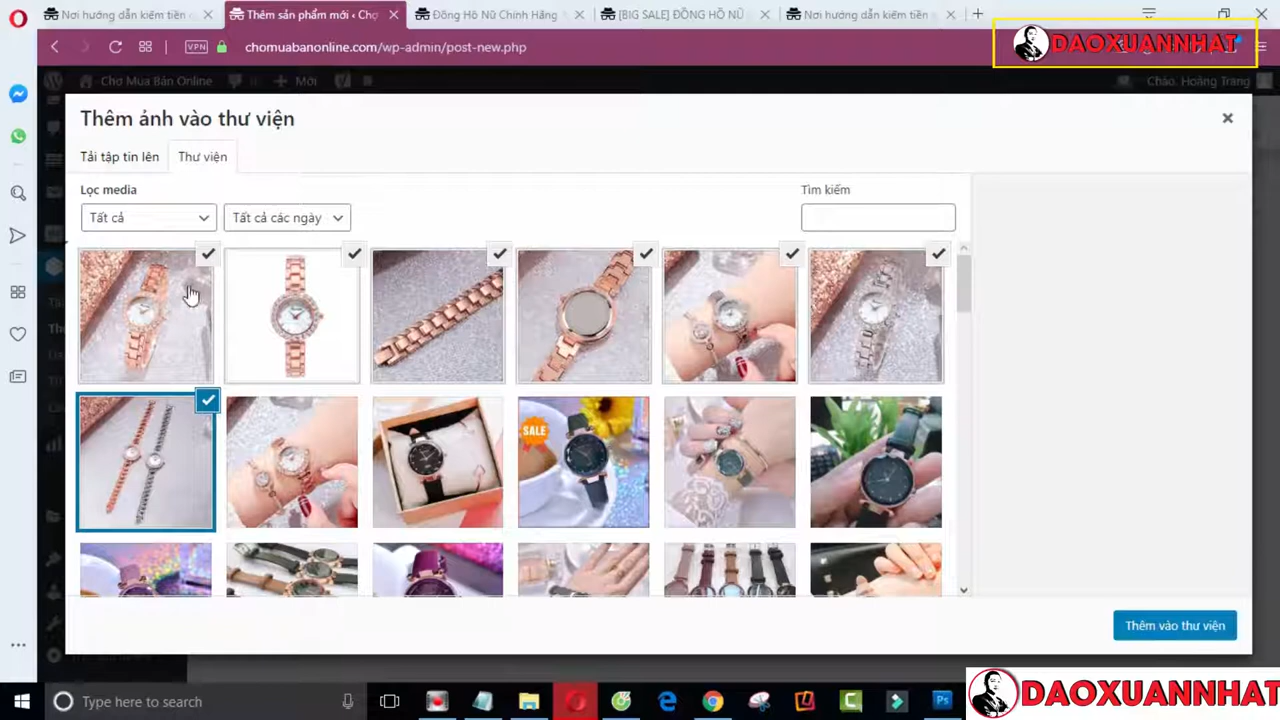 Nơi hướng dẫn kiếm tiền
Thêm sản phẩm mới ‹ Chợ
Đồng Hồ Nữ Chính Hãng
[BIG SALE] ĐỒNG HỒ NỮ
Nơi hướng dẫn kiếm tiền
VPN
chomuabanonline.com/wp-admin/post-new.php
DAOXUANNHAT
Chợ Mua Bán Online
Mới
Chào, Hoàng Trang
Thêm ảnh vào thư viện
Tải tập tin lên
Thư viện
Lọc media
Tìm kiếm
Tất cả
Tất cả các ngày
SALE
Thêm vào thư viện
Type here to search
Ps
DAOXUANNHAT